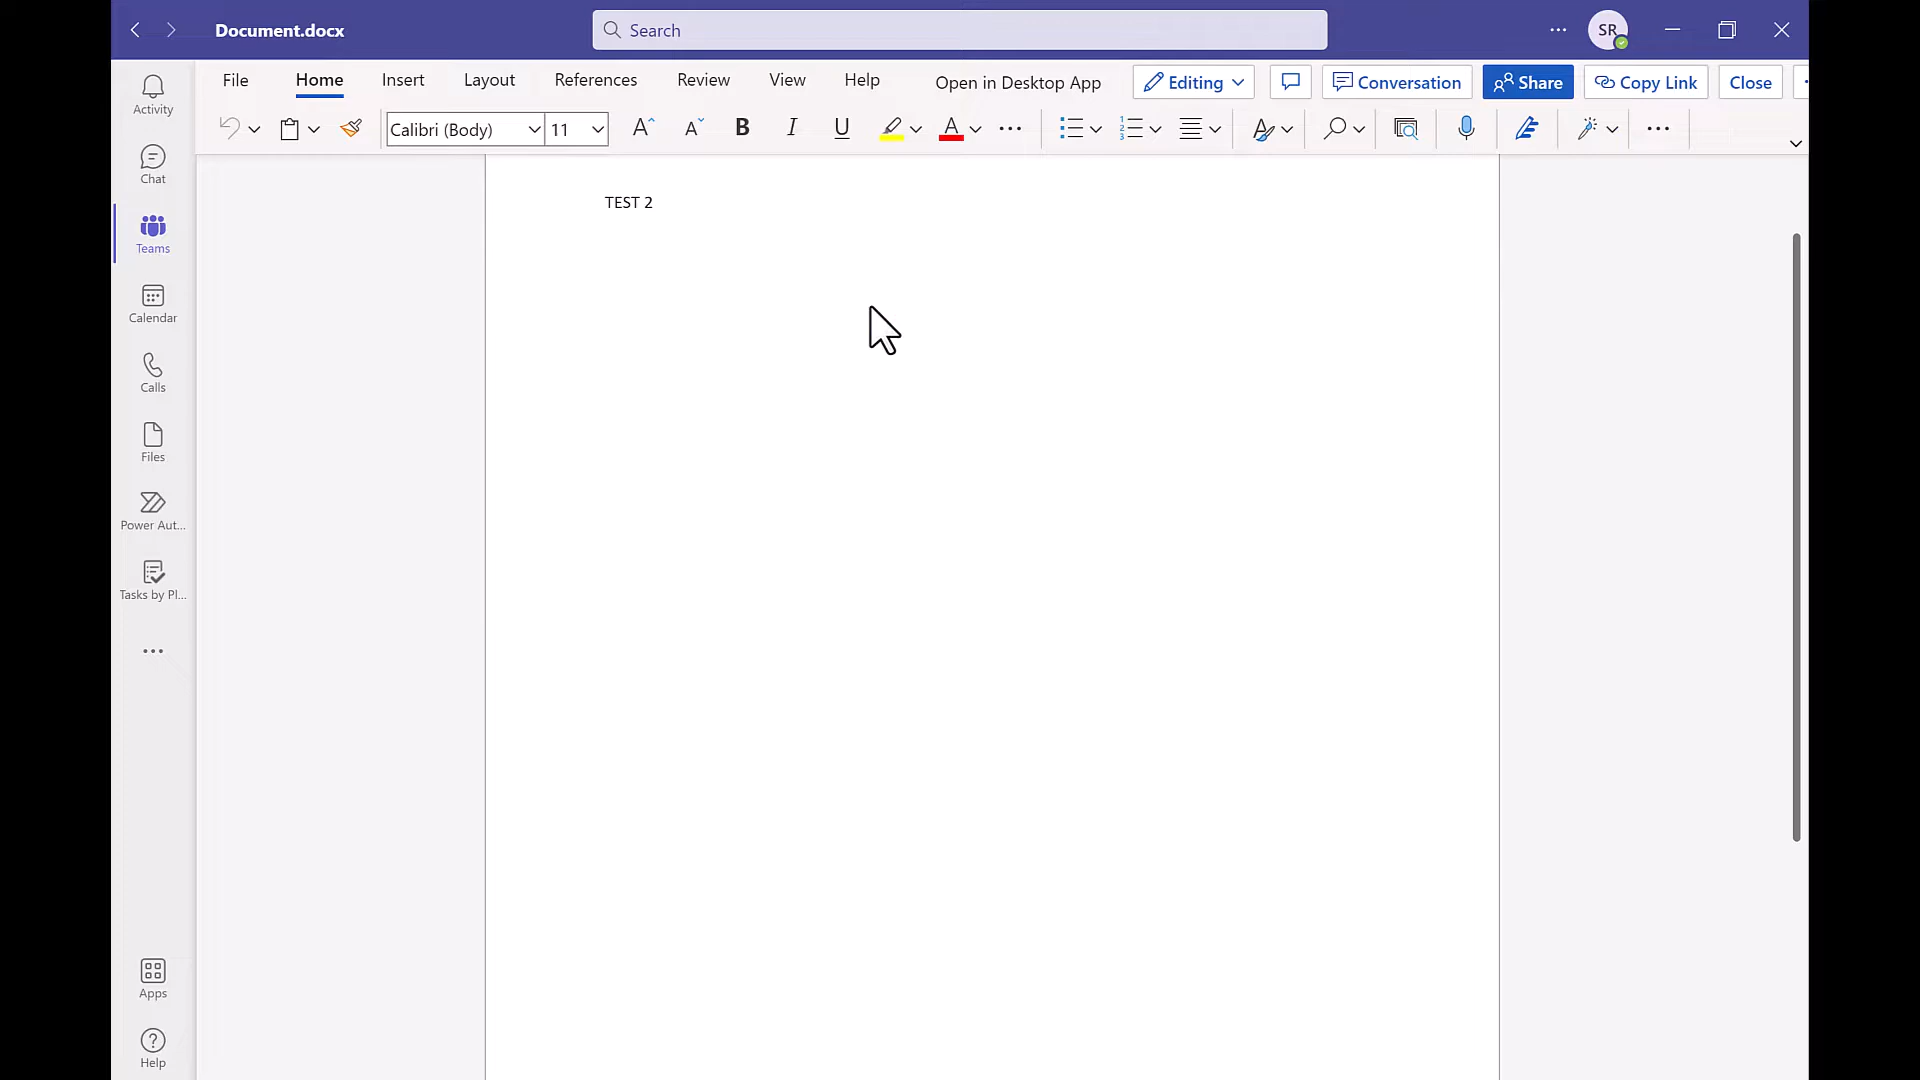 Document.docx
Search
SR
File Home Insert Layout References Review View Help Open in Desktop App Editing Conversation Share Copy Link Close
Calibri (Body) 11 A A B I U A
TEST 2
Activity
Chat
Teams
Calendar
Calls
Files
Power Aut...
Tasks by Pl...
Apps
Help